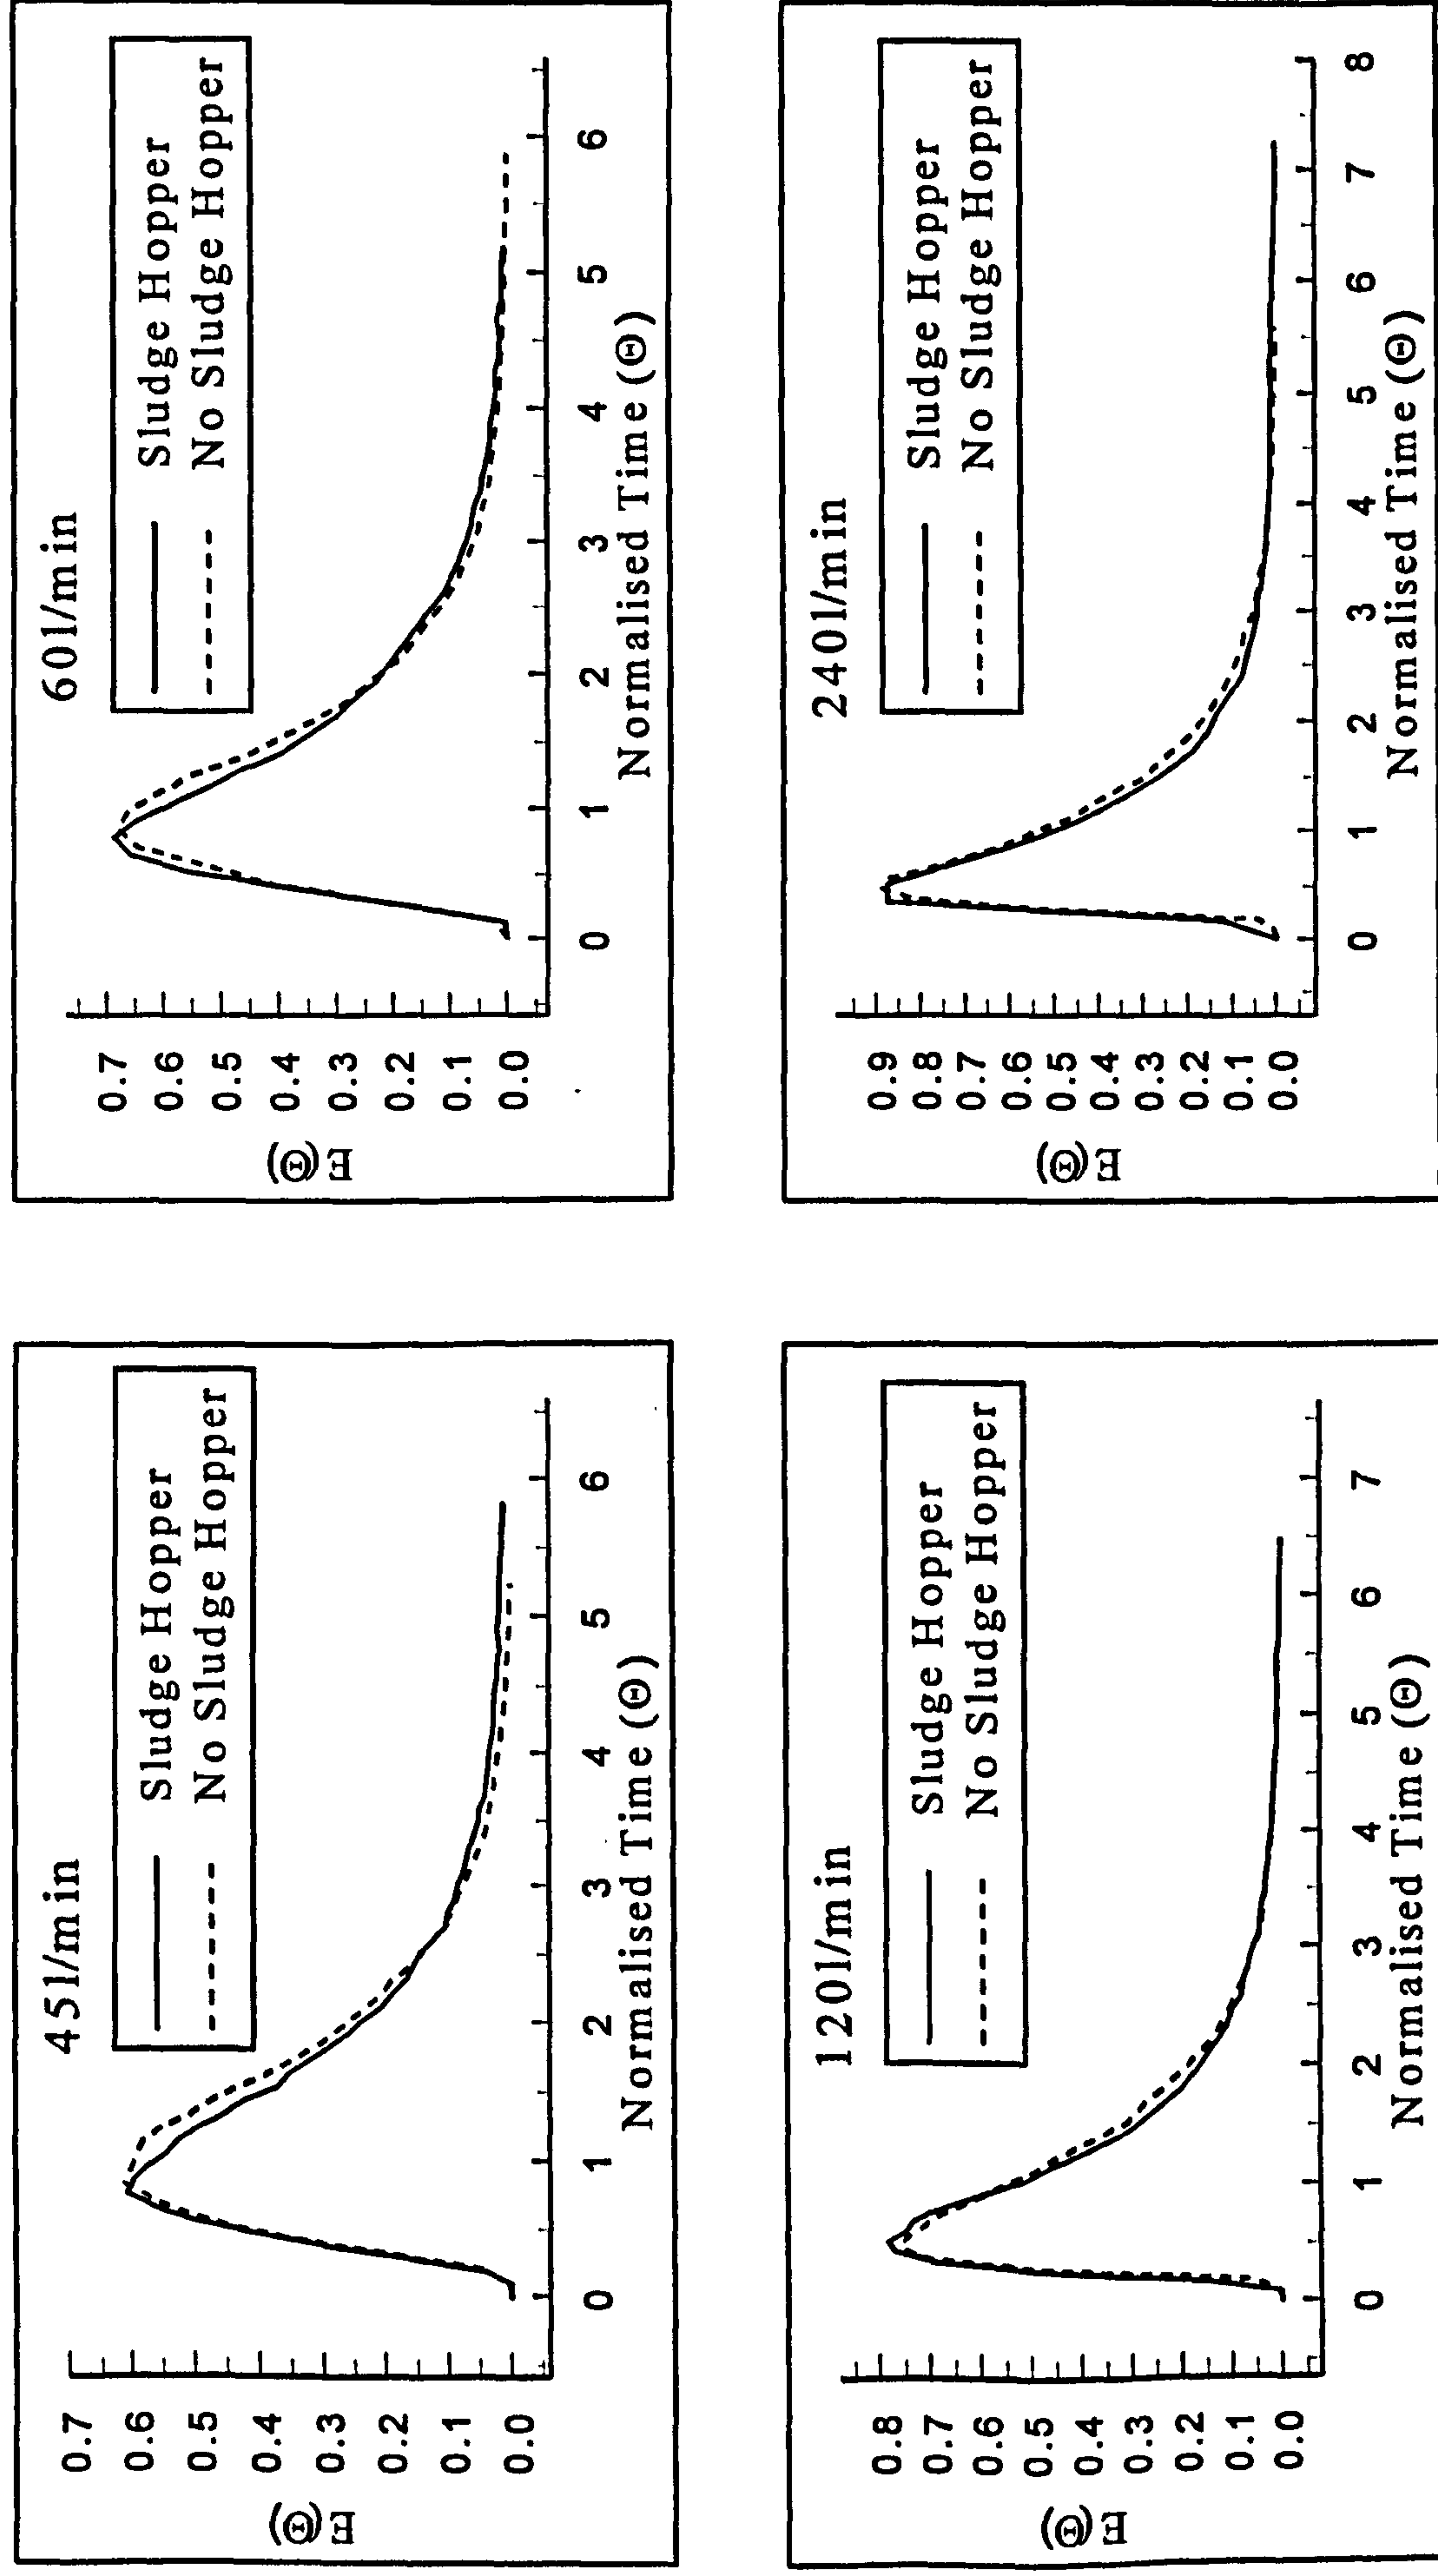 45l/min
Sludge Hopper
No Sludge Hopper
E(Θ)
0.7
0.6
0.5
0.4
0.3
0.2
0.1
0.0
0 1 2 3 4 5 6
Normalised Time (Θ)
60l/min
Sludge Hopper
No Sludge Hopper
E(Θ)
0.7
0.6
0.5
0.4
0.3
0.2
0.1
0.0
0 1 2 3 4 5 6
Normalised Time (Θ)
120l/min
Sludge Hopper
No Sludge Hopper
E(Θ)
0.8
0.7
0.6
0.5
0.4
0.3
0.2
0.1
0.0
0 1 2 3 4 5 6 7
Normalised Time (Θ)
240l/min
Sludge Hopper
No Sludge Hopper
E(Θ)
0.9
0.8
0.7
0.6
0.5
0.4
0.3
0.2
0.1
0.0
0 1 2 3 4 5 6 7 8
Normalised Time (Θ)